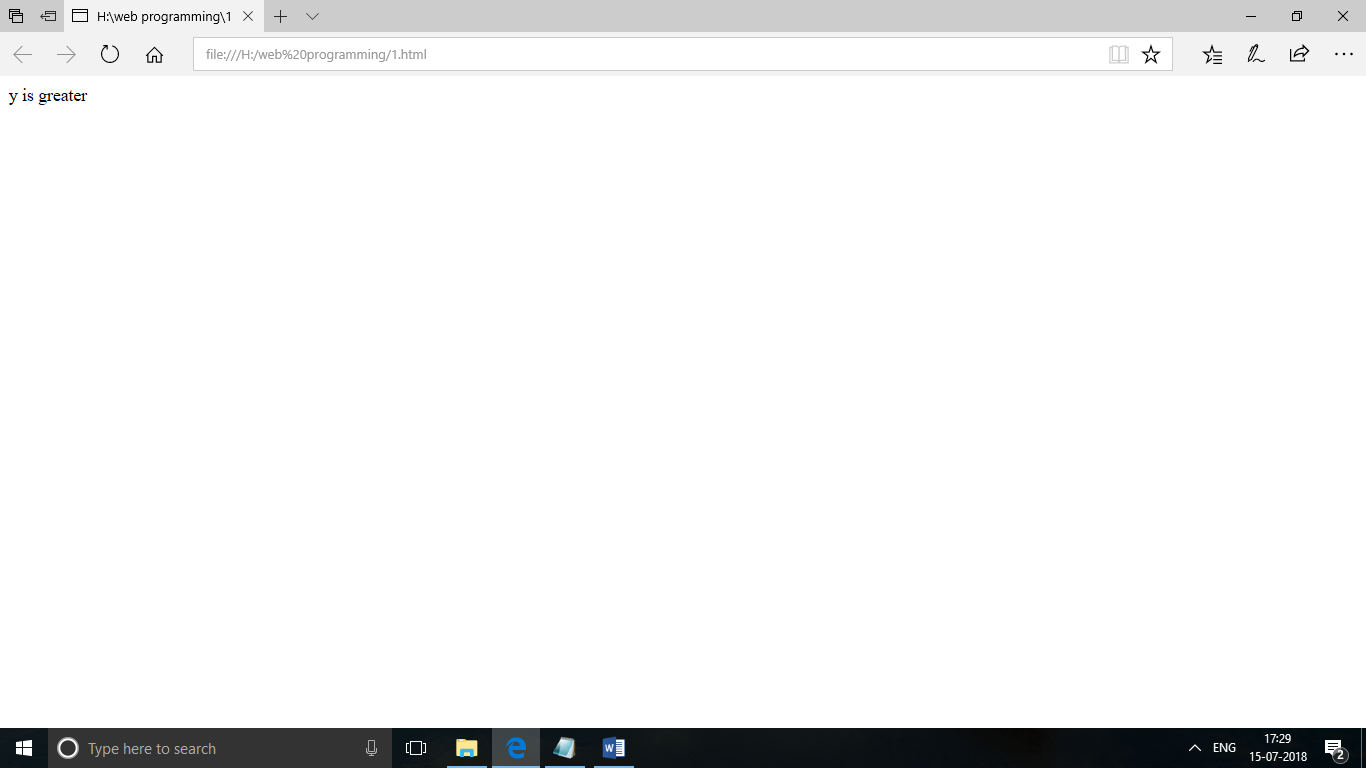 H:\web programming\1
file:///H:/web%20programming/1.html
y is greater
Type here to search
W
ENG
17:29
15-07-2018
2